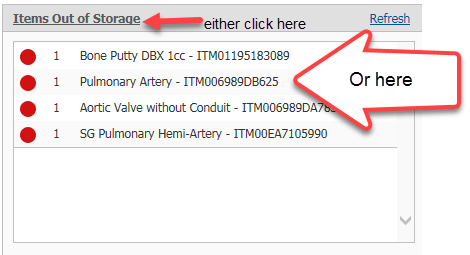 Items Out of Storage either click here Refresh
1 Bone Putty DBX 1cc - ITM01195183089
1 Pulmonary Artery - ITM006989DB625 Or here
1 Aortic Valve without Conduit - ITM006989DA78
1 SG Pulmonary Hemi-Artery - ITM00EA7105990